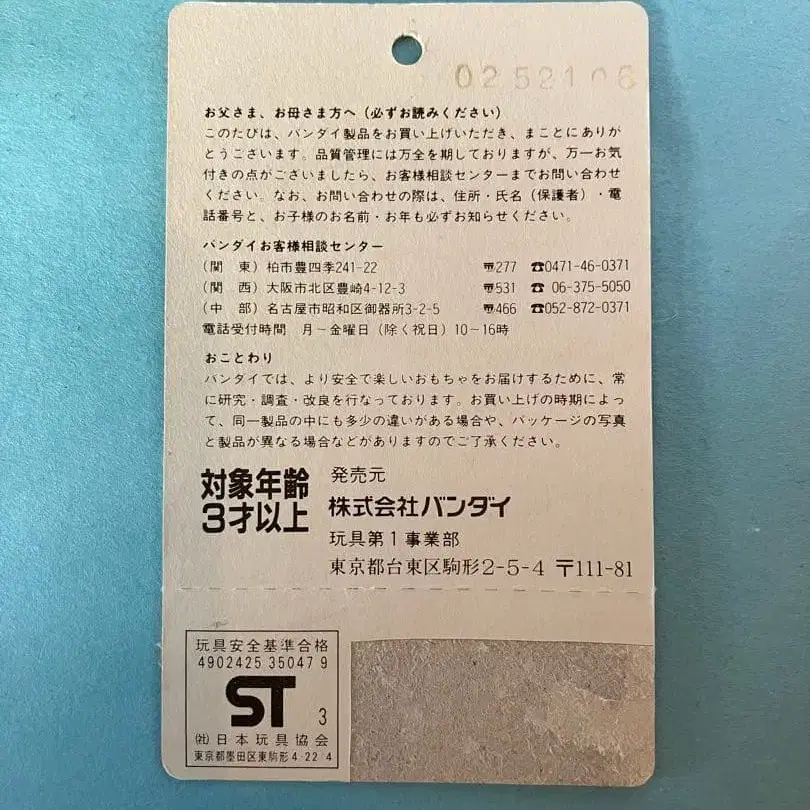 0252106
お父さま、お母さま方へ（必ずお読みください）
このたびは、バンダイ製品をお買い上げいただき、まことにありが
とうございます。品質管理には万全を期しておりますが、万一お気
付きの点がございましたら、お客様相談センターまでお問い合わせ
ください。なお、お問い合わせの際は、住所・氏名（保護者）・電
話番号と、お子様のお名前・お年も必ずお知らせください。
バンダイお客様相談センター
（関　東）柏市豊四季241-22 〠277 ☎0471-46-0371
（関　西）大阪市北区豊崎4-12-3 〠531 ☎06-375-5050
（中　部）名古屋市昭和区御器所3-2-5 〠466 ☎052-872-0371
電話受付時間　月～金曜日（除く祝日）10－16時
おことわり
バンダイでは、より安全で楽しいおもちゃをお届けするために、常
に研究・調査・改良を行なっております。お買い上げの時期によっ
て、同一製品の中にも多少の違いがある場合や、パッケージの写真
と製品が異なる場合などがありますのでご了承ください。
対象年齢
3才以上
発売元
株式会社バンダイ
玩具第1事業部
東京都台東区駒形2-5-4 〒111-81
玩具安全基準合格
4902425 35047 9
ST 3
㈳日本玩具協会
東京都墨田区東駒形4-22-4